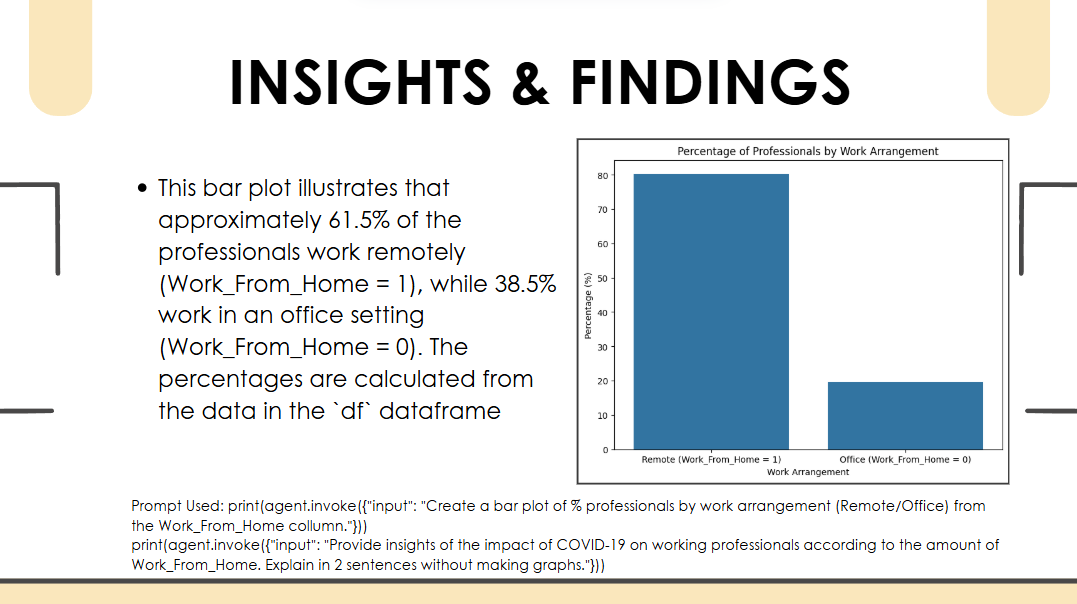 INSIGHTS & FINDINGS
• This bar plot illustrates that
approximately 61.5% of the
professionals work remotely
(Work_From_Home = 1), while 38.5%
work in an office setting
(Work_From_Home = 0). The
percentages are calculated from
the data in the `df` dataframe
Percentage of Professionals by Work Arrangement
Percentage (%)
80
70
60
50
40
30
20
10
0
Remote (Work_From_Home = 1) Office (Work_From_Home = 0)
Work Arrangement
Prompt Used: print(agent.invoke({"input": "Create a bar plot of % professionals by work arrangement (Remote/Office) from
the Work_From_Home collumn."}))
print(agent.invoke({"input": "Provide insights of the impact of COVID-19 on working professionals according to the amount of
Work_From_Home. Explain in 2 sentences without making graphs."}))